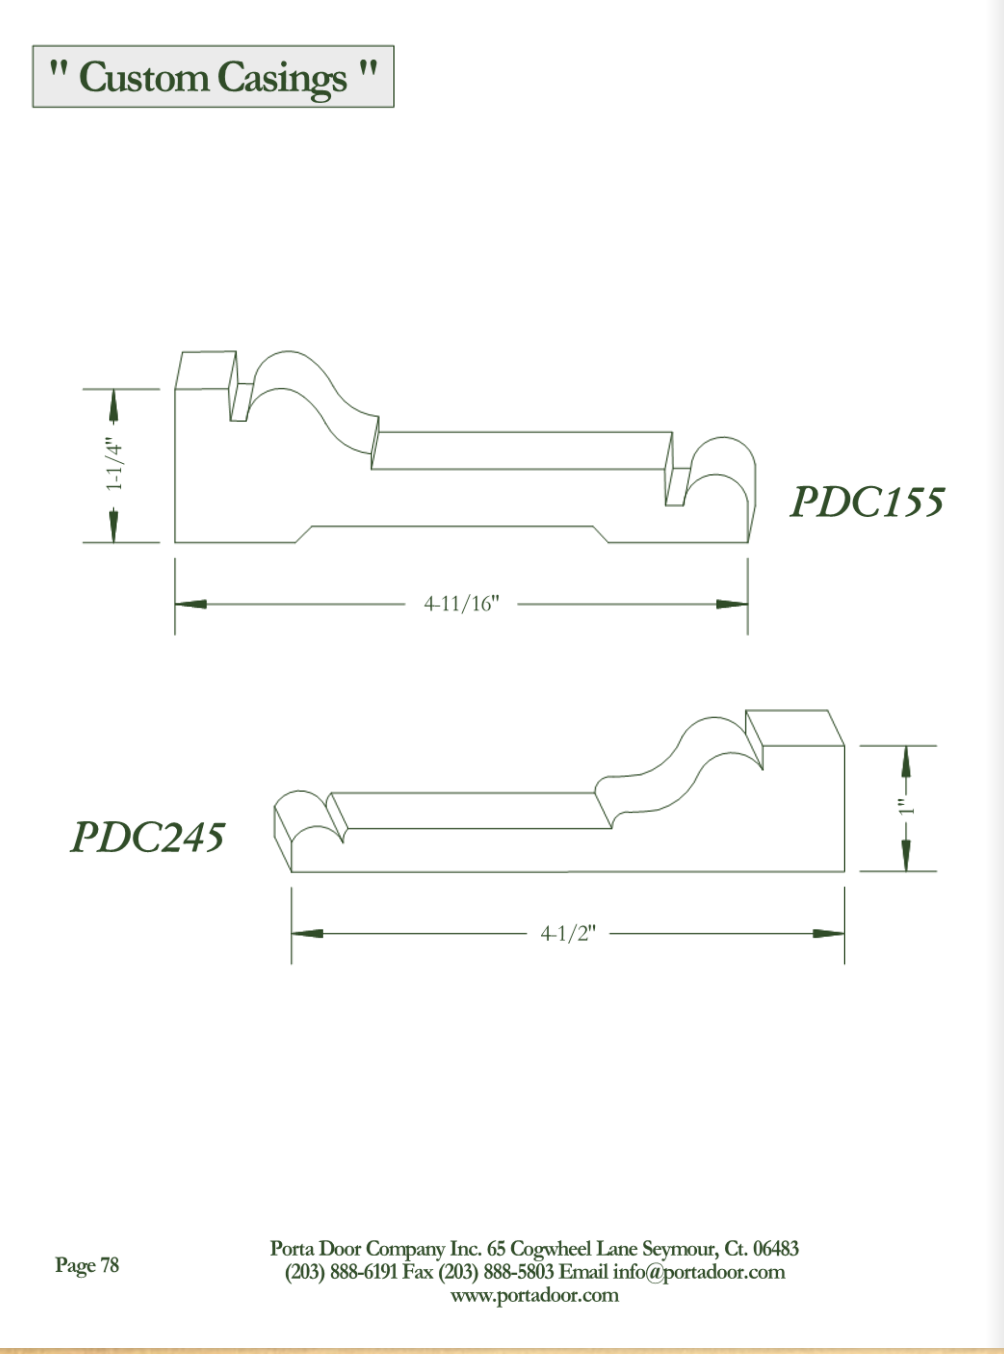 " Custom Casings "
1-1/4"
PDC155
4-11/16"
PDC245
1"
4-1/2"
Page 78
Porta Door Company Inc. 65 Cogwheel Lane Seymour, Ct. 06483
(203) 888-6191 Fax (203) 888-5803 Email info@portadoor.com
www.portadoor.com